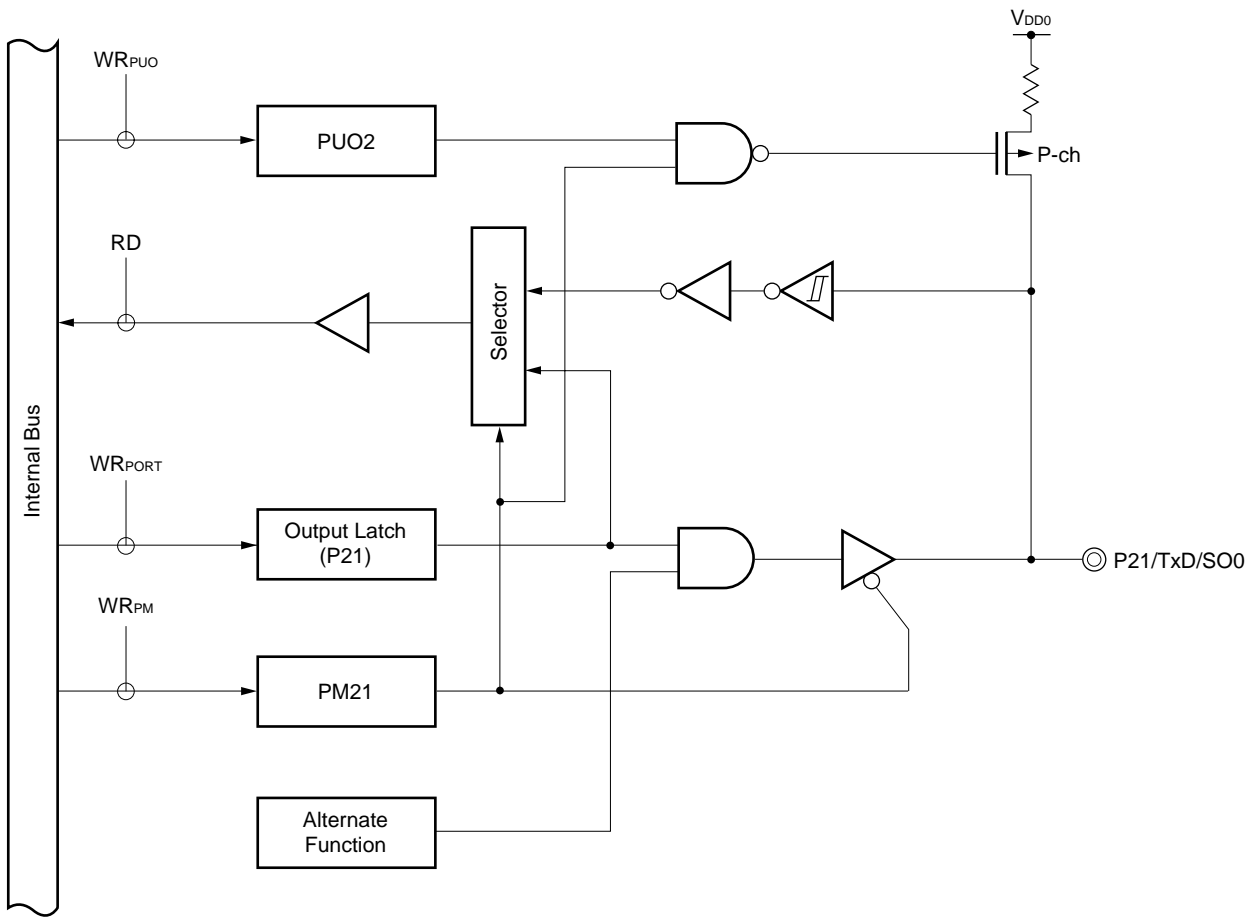 VDD0
WRPUO
PUO2
P-ch
RD
Selector
Internal Bus
WRPORT
Output Latch
(P21)
P21/TxD/SO0
WRPM
PM21
Alternate
Function